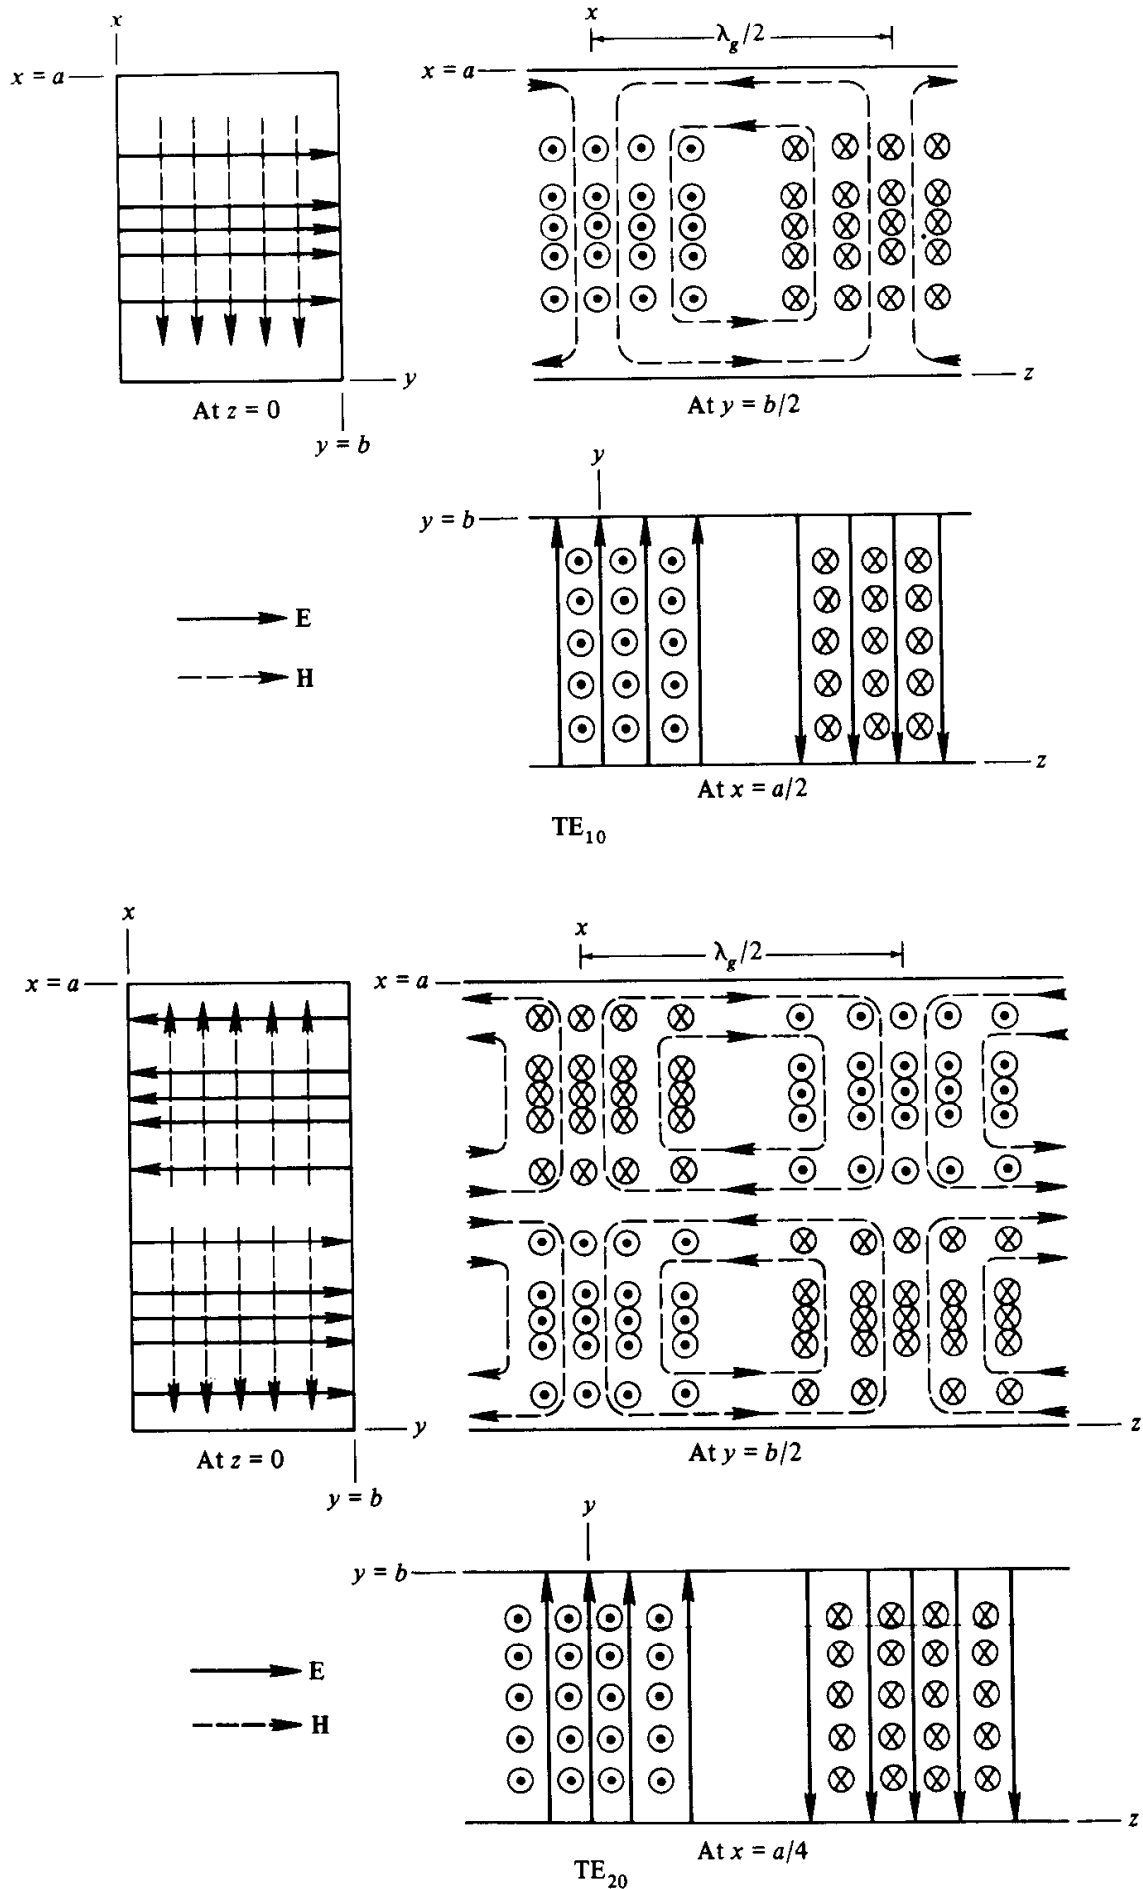 x
x
λg/2
x = a
x = a
y
z
At z = 0
At y = b/2
y = b
y
y = b
E
H
z
At x = a/2
TE10
x
x
λg/2
x = a
x = a
y
z
At z = 0
At y = b/2
y = b
y
y = b
E
H
z
At x = a/4
TE20